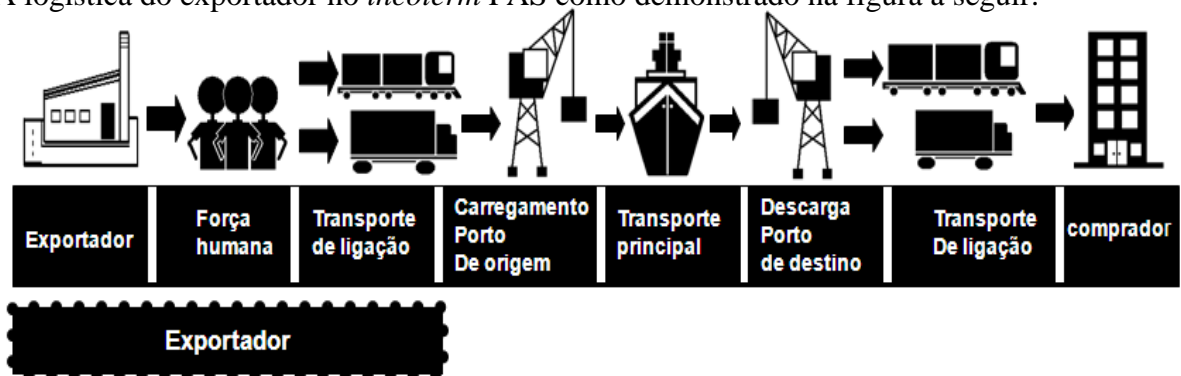 A logística do exportador no incoterm FAS como demonstrado na figura a seguir:
Exportador
Força
humana
Transporte
de ligação
Carregamento
Porto
De origem
Transporte
principal
Descarga
Porto
de destino
Transporte
De ligação
comprador
Exportador